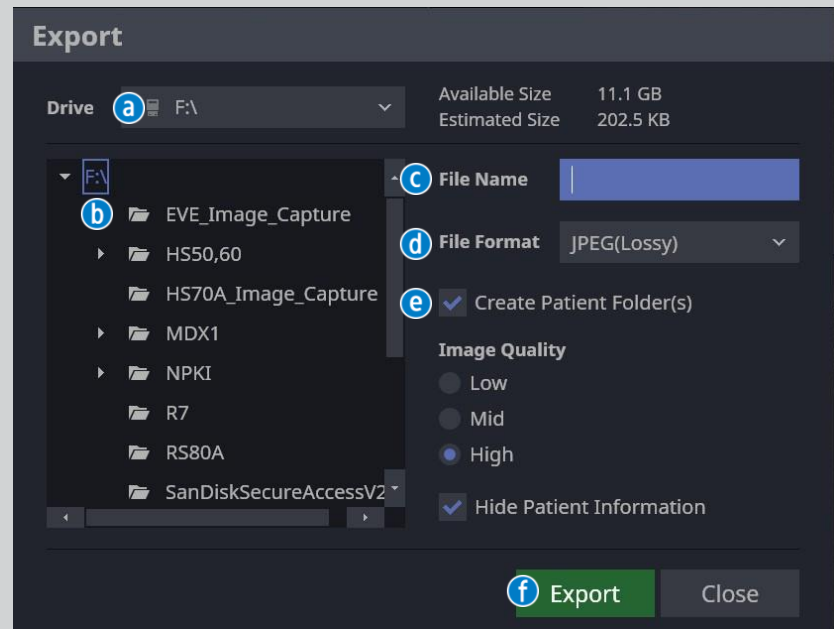 Export
Drive a F:\
Available Size 11.1 GB
Estimated Size 202.5 KB
F:\
b EVE_Image_Capture
HS50,60
HS70A_Image_Capture
MDX1
NPKI
R7
RS80A
SanDiskSecureAccessV2
c File Name
d File Format JPEG(Lossy)
e Create Patient Folder(s)
Image Quality
Low
Mid
High
Hide Patient Information
f Export Close